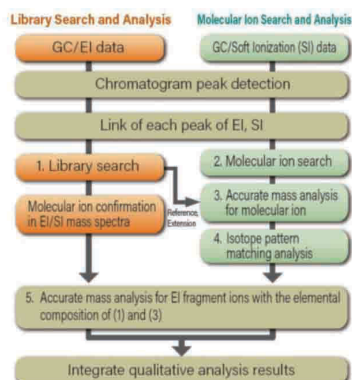 Library Search and Analysis
Molecular Ion Search and Analysis
GC/EI data
GC/Soft Ionization (SI) data
Chromatogram peak detection
Link of each peak of EI, SI
1. Library search
2. Molecular ion search
Molecular ion confirmation
in EI/SI mass spectra
Reference,
Extension
3. Accurate mass analysis
for molecular ion
4. Isotope pattern
matching analysis
5. Accurate mass analysis for EI fragment ions with the elemental
composition of (1) and (3)
Integrate qualitative analysis results